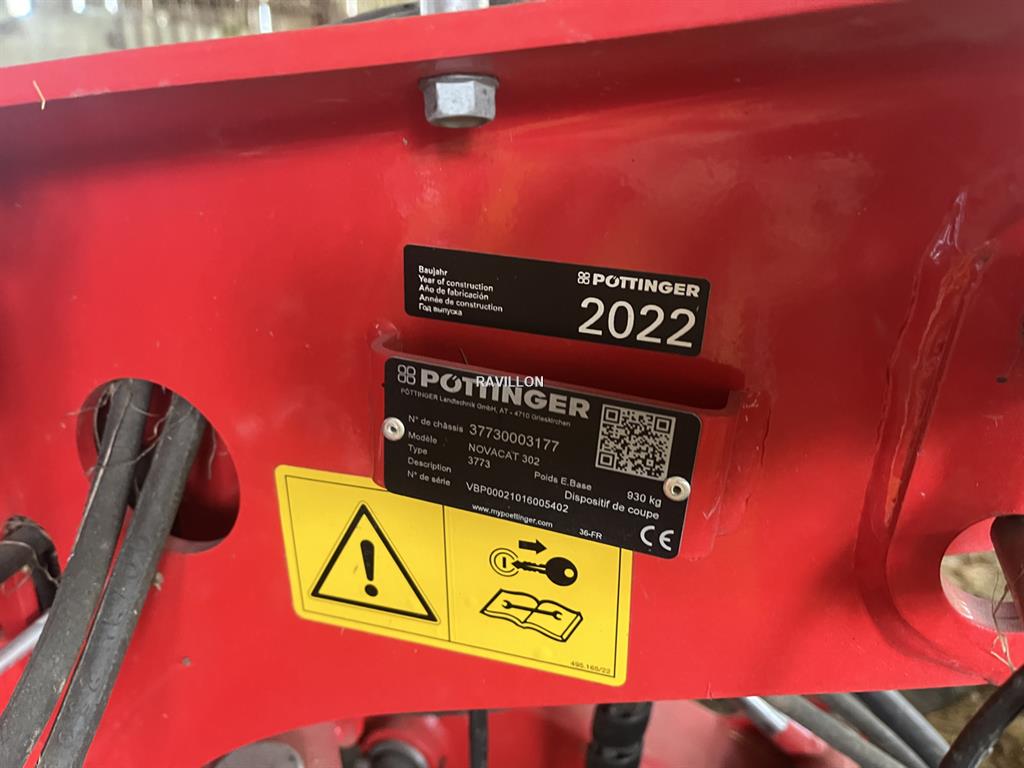 Baujahr
Year of construction
Año de fabricación
Année de construction
Год выпуска
PÖTTINGER
2022
RAVILLON
PÖTTINGER
PÖTTINGER Landtechnik GmbH, AT - 4710 Grieskirchen
N° de châssis 37730003177
Modèle NOVACAT 302
Type 3773 Poids E.Base 930 kg
Description Dispositif de coupe
N° de série VBP00021016005402
www.mypoettinger.com 36-FR CE
495.165/22